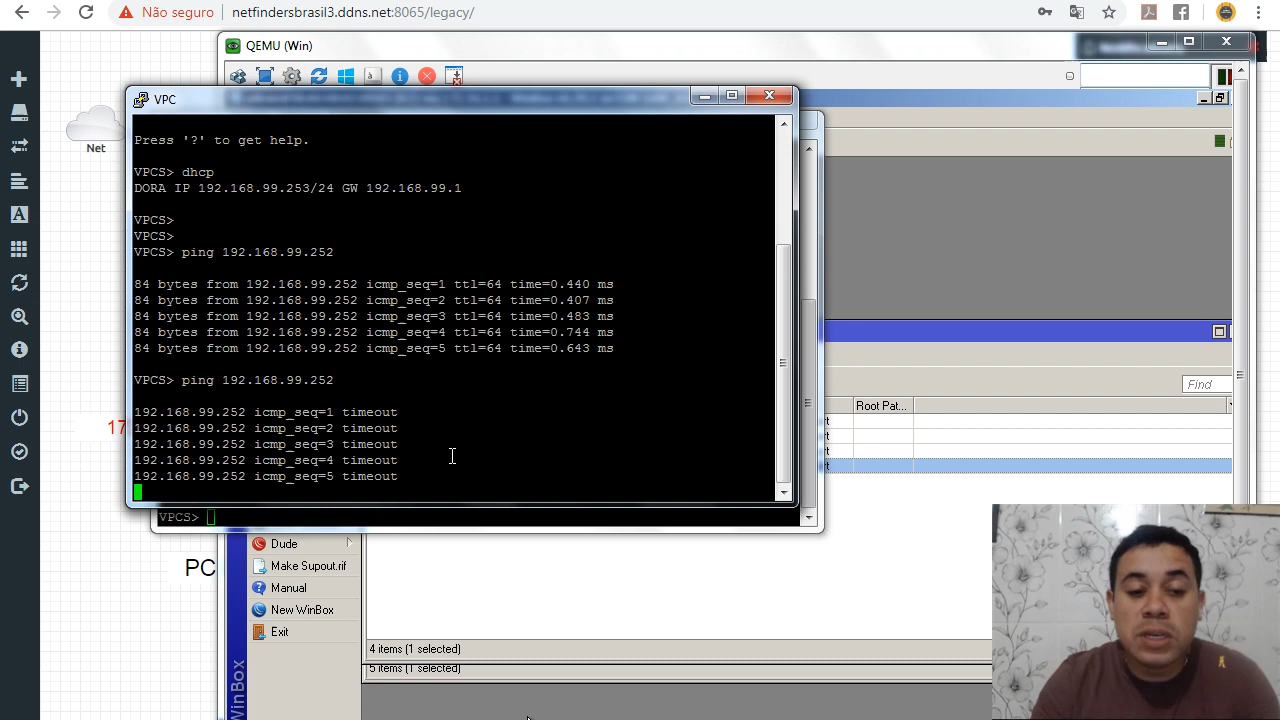 Não seguro
netfindersbrasil3.ddns.net:8065/legacy/
QEMU (Win)
VPC
Net
Press '?' to get help.
VPCS> dhcp
DORA IP 192.168.99.253/24 GW 192.168.99.1
VPCS>
VPCS>
VPCS> ping 192.168.99.252
84 bytes from 192.168.99.252 icmp_seq=1 ttl=64 time=0.440 ms
84 bytes from 192.168.99.252 icmp_seq=2 ttl=64 time=0.407 ms
84 bytes from 192.168.99.252 icmp_seq=3 ttl=64 time=0.483 ms
84 bytes from 192.168.99.252 icmp_seq=4 ttl=64 time=0.744 ms
84 bytes from 192.168.99.252 icmp_seq=5 ttl=64 time=0.643 ms
VPCS> ping 192.168.99.252
192.168.99.252 icmp_seq=1 timeout
192.168.99.252 icmp_seq=2 timeout
192.168.99.252 icmp_seq=3 timeout
192.168.99.252 icmp_seq=4 timeout
192.168.99.252 icmp_seq=5 timeout
Find
Root Pat...
17
VPCS>
PC
Dude
Make Supout.rif
Manual
New WinBox
Exit
WinBox
4 items (1 selected)
5 items (1 selected)